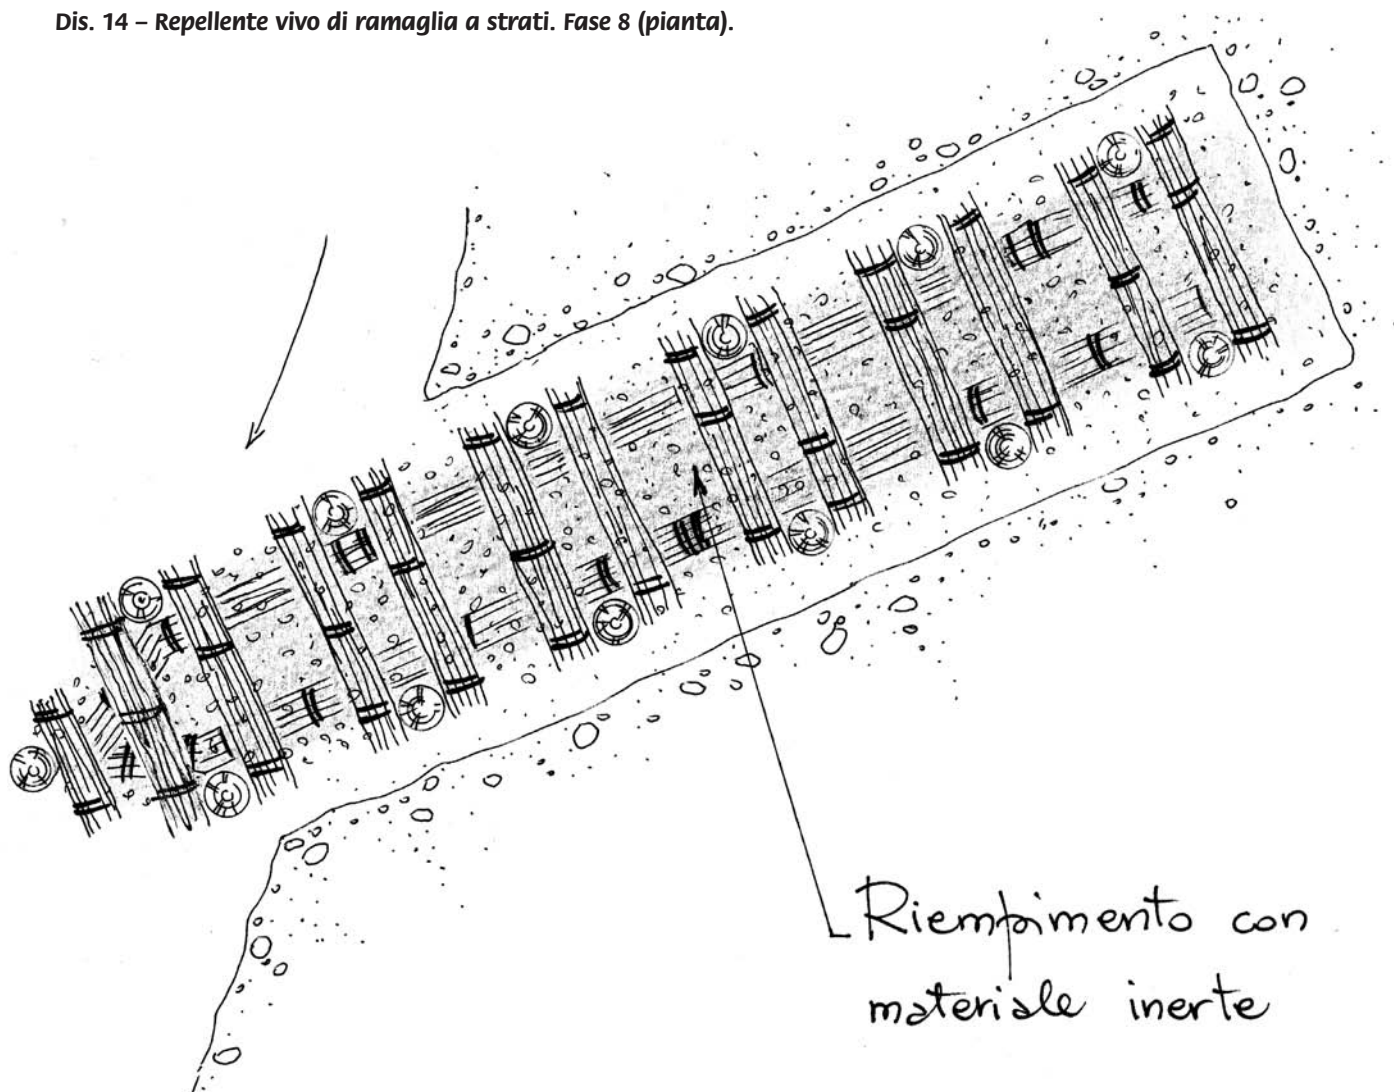 Dis. 14 – Repellente vivo di ramaglia a strati. Fase 8 (pianta).
Riempimento con
materiale inerte